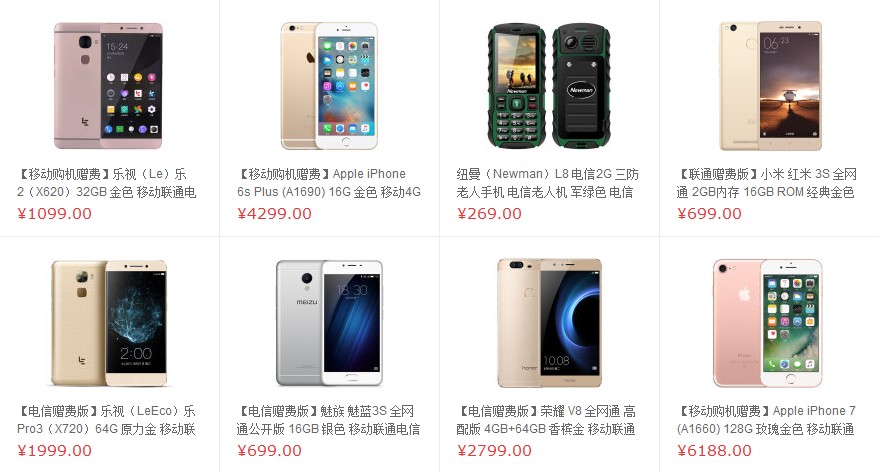 15:24
LE
Newman
Newman
06:23
【移动购机赠费】乐视（Le）乐
2（X620）32GB 金色 移动联通电
¥1099.00
【移动购机赠费】Apple iPhone
6s Plus (A1690) 16G 金色 移动4G
¥4299.00
纽曼（Newman）L8 电信2G 三防
老人手机 电信老人机 军绿色 电信
¥269.00
【联通赠费版】小米 红米 3S 全网
通 2GB内存 16GB ROM 经典金色
¥699.00
2:00
LE
MEIZU
18:30
honor
10:08
honor
iPhone
【电信赠费版】乐视（LeEco）乐
Pro3（X720）64G 原力金 移动联
¥1999.00
【电信赠费版】魅族 魅蓝3S 全网
通公开版 16GB 银色 移动联通电信
¥699.00
【电信赠费版】荣耀 V8 全网通 高
配版 4GB+64GB 香槟金 移动联通
¥2799.00
【移动购机赠费】Apple iPhone 7
(A1660) 128G 玫瑰金色 移动联通
¥6188.00